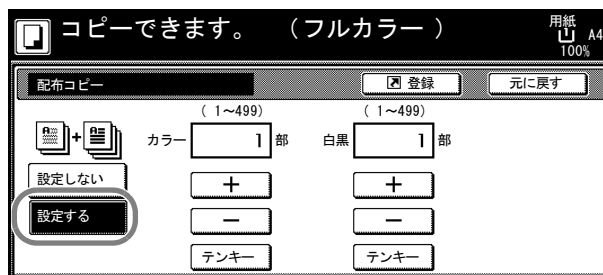 コピーできます。 （フルカラー ）
用紙
A4
100%
配布コピー
登録
元に戻す
( 1～499)
( 1～499)
カラー 1 部
白黒 1 部
設定しない
設定する
＋
＋
－
－
テンキー
テンキー